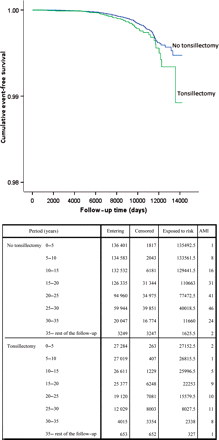 1.00
0.99
0.98
Cumulative event-free survival
No tonsillectomy
Tonsillectomy
0 2000 4000 6000 8000 10000 12000 14000
Follow-up time (days)
Period (years) Entering Censored Exposed to risk AMI
No tonsillectomy 0–5 136 401 1817 135492.5 1
5–10 134 583 2043 133561.5 8
10–15 132 532 6181 129441.5 16
15–20 126 335 31 344 110663 31
20–25 94 960 34 975 77472.5 41
25–30 59 944 39 851 40018.5 46
30–35 20 047 16 774 11660 24
35– rest of the follow-up 3249 3247 1625.5 2
Tonsillectomy 0–5 27 284 263 27152.5 2
5–10 27 019 407 26815.5 1
10–15 26 611 1229 25996.5 5
15–20 25 377 6248 22253 9
20–25 19 120 7081 15579.5 10
25–30 12 029 8003 8027.5 11
30–35 4015 3354 2338 8
35– rest of the follow-up 653 652 327 1